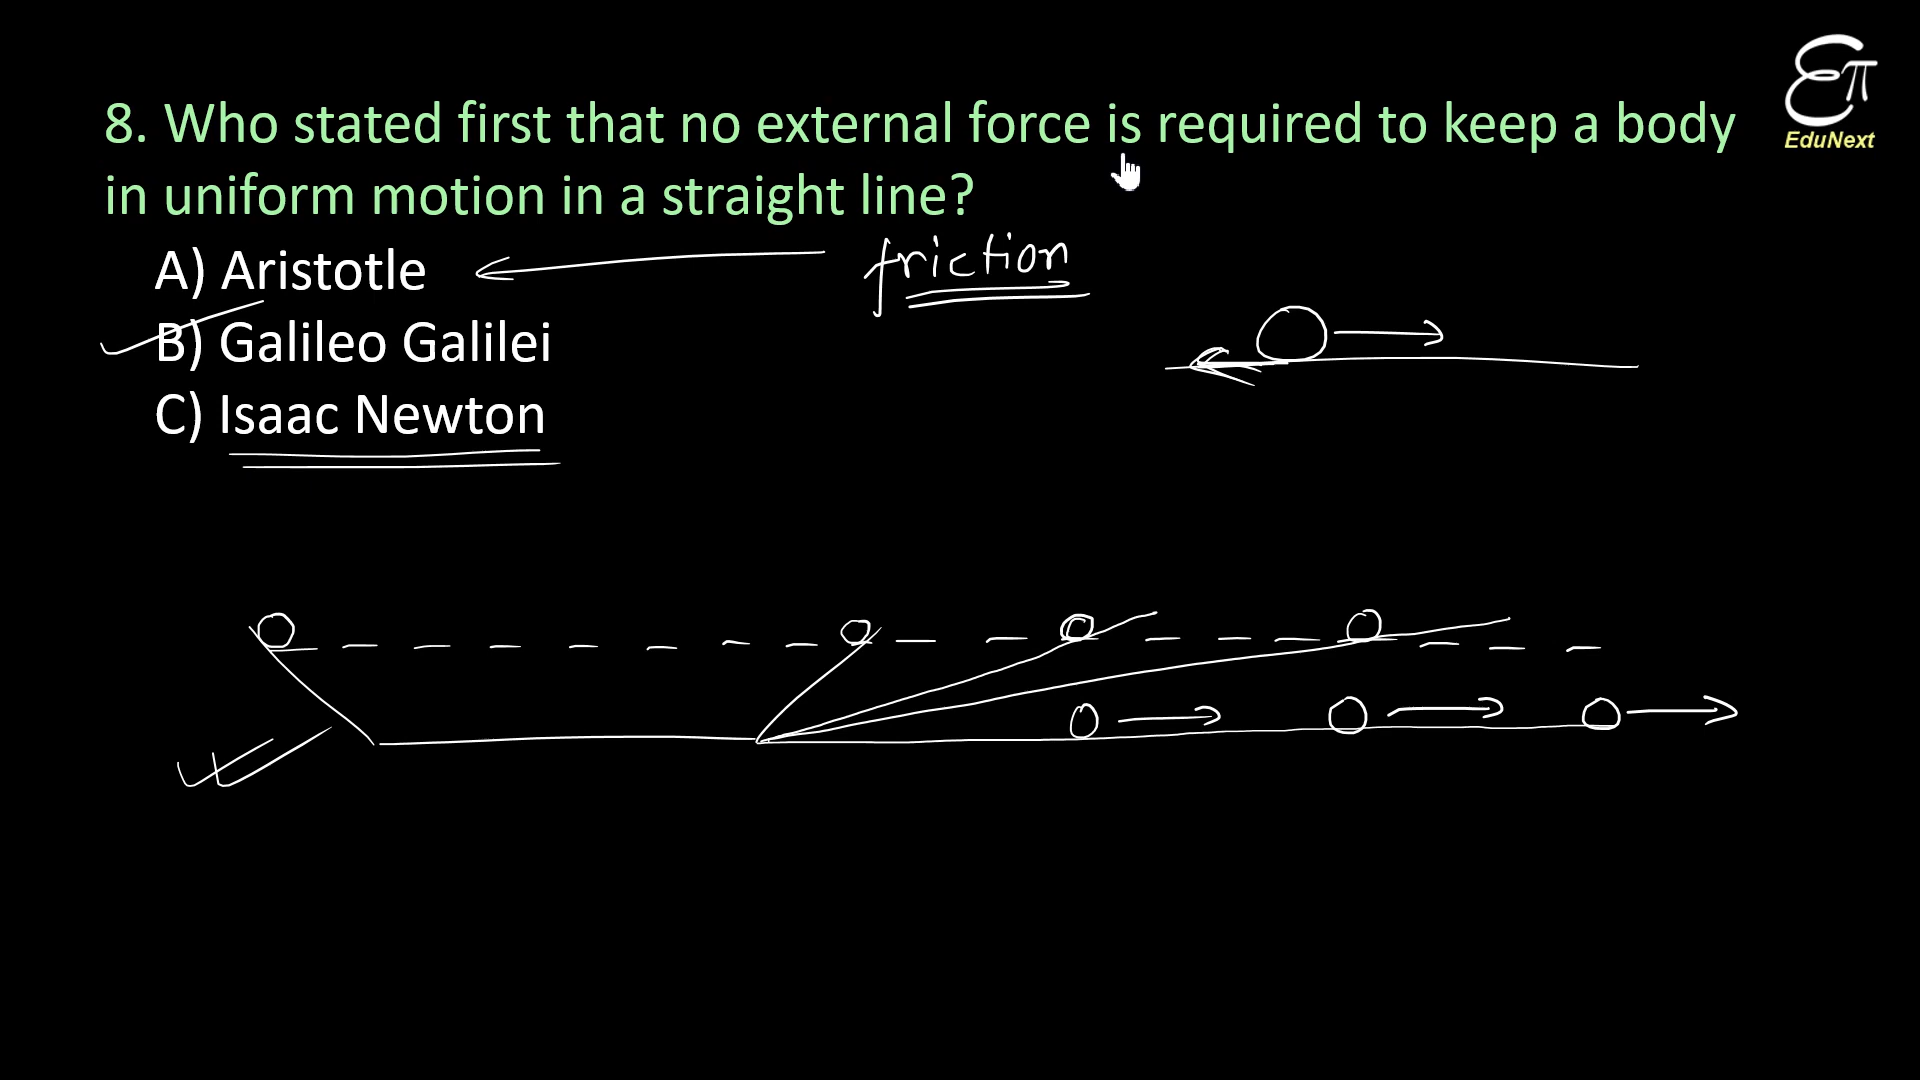 8. Who stated first that no external force is required to keep a body
in uniform motion in a straight line?
A) Aristotle
friction
B) Galileo Galilei
C) Isaac Newton
Eπ
EduNext